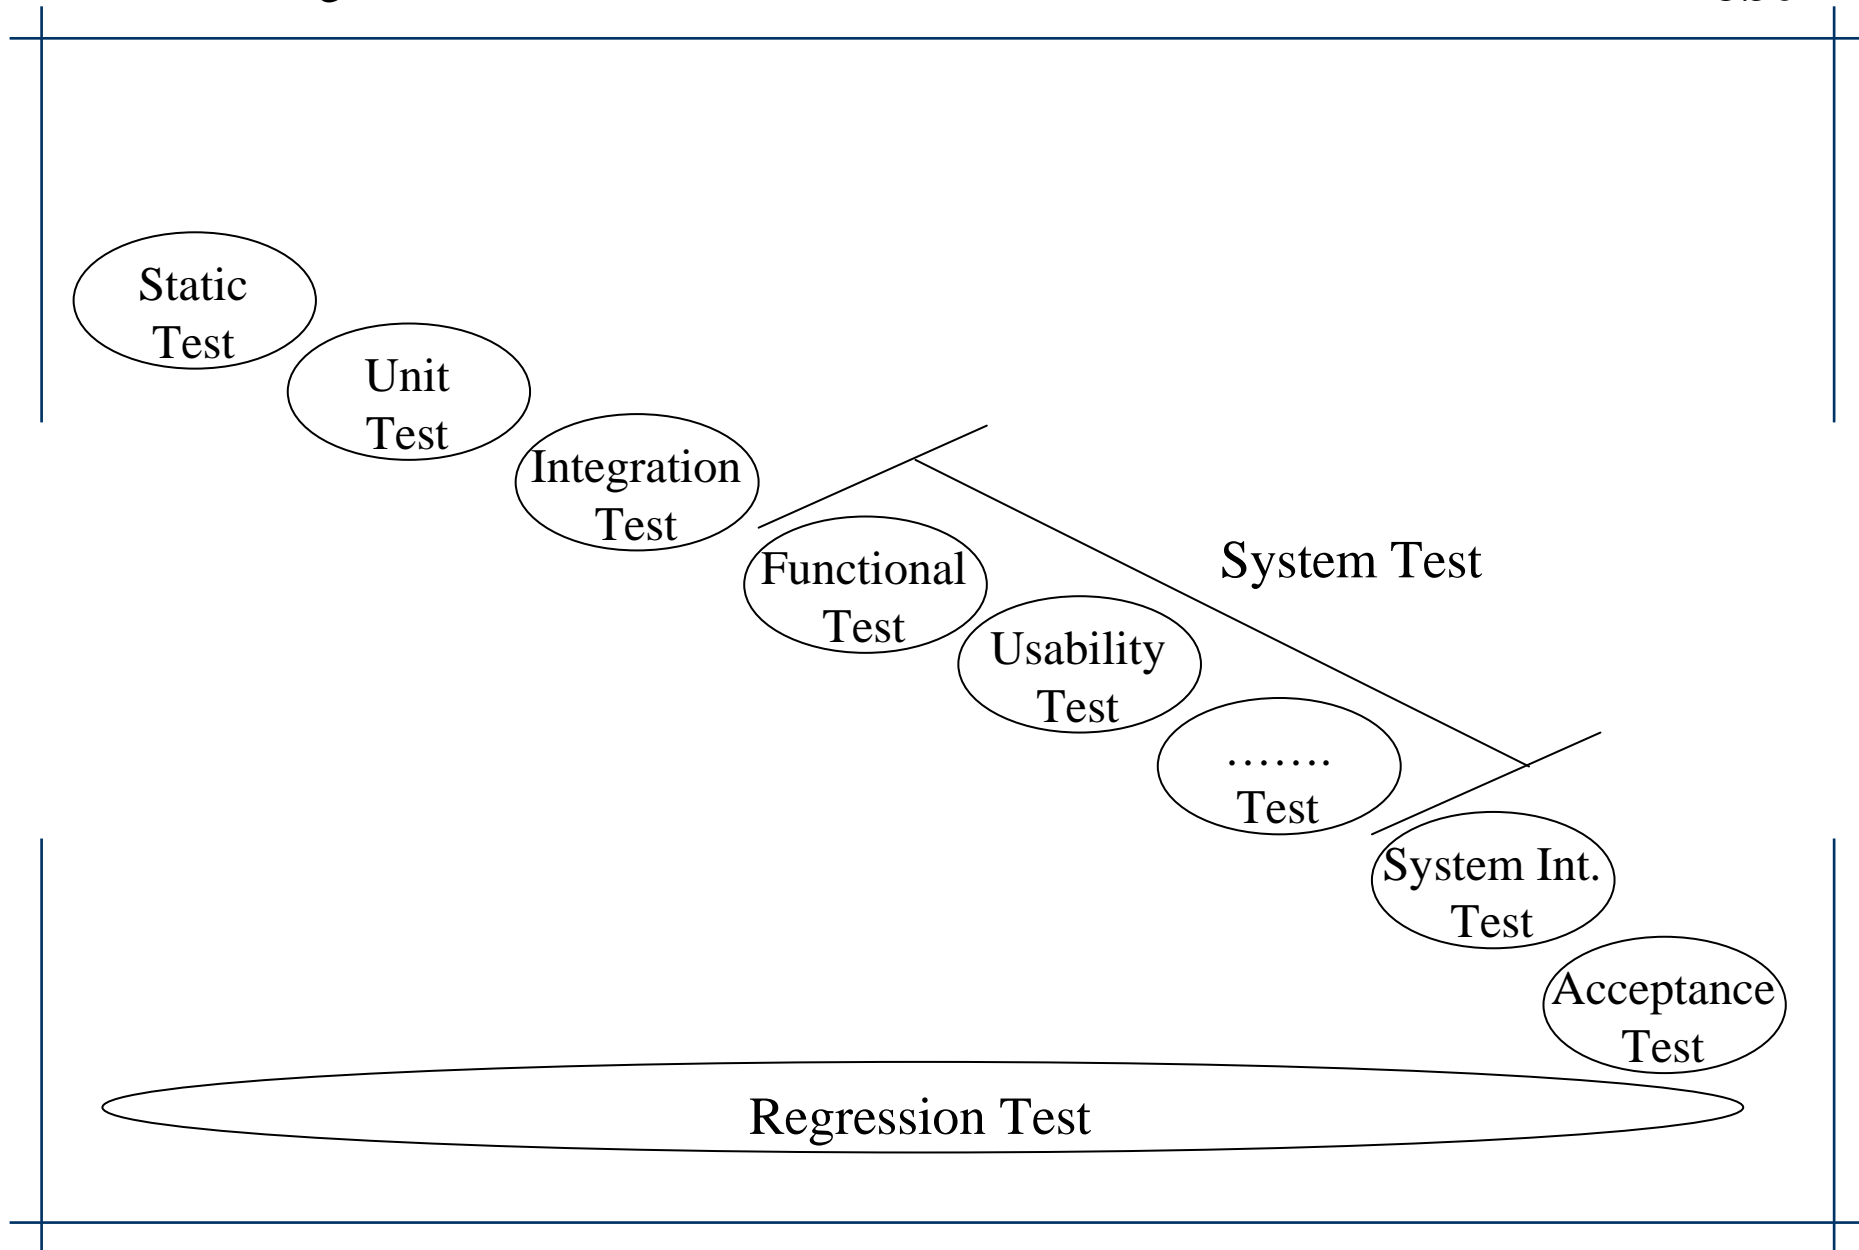 Static
Test
Unit
Test
Integration
Test
Functional
Test
System Test
Usability
Test
…….
Test
System Int.
Test
Acceptance
Test
Regression Test